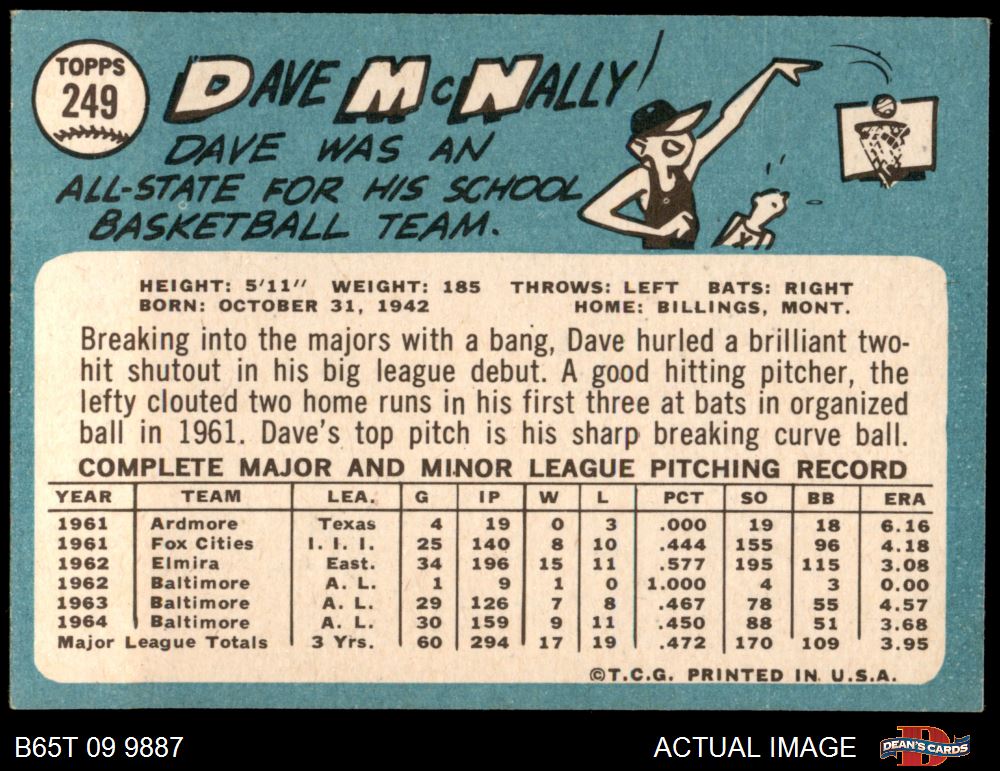 TOPPS
249
DAVE McNALLY
DAVE WAS AN
ALL-STATE FOR HIS SCHOOL
BASKETBALL TEAM.
HEIGHT: 5'11" WEIGHT: 185 THROWS: LEFT BATS: RIGHT
BORN: OCTOBER 31, 1942 HOME: BILLINGS, MONT.
Breaking into the majors with a bang, Dave hurled a brilliant two-
hit shutout in his big league debut. A good hitting pitcher, the
lefty clouted two home runs in his first three at bats in organized
ball in 1961. Dave's top pitch is his sharp breaking curve ball.
COMPLETE MAJOR AND MINOR LEAGUE PITCHING RECORD
YEAR TEAM LEA. G IP W L PCT SO BB ERA
1961 Ardmore Texas 4 19 0 3 .000 19 18 6.16
1961 Fox Cities I. I. I. 25 140 8 10 .444 155 96 4.18
1962 Elmira East. 34 196 15 11 .577 195 115 3.08
1962 Baltimore A. L. 1 9 1 0 1.000 4 3 0.00
1963 Baltimore A. L. 29 126 7 8 .467 78 55 4.57
1964 Baltimore A. L. 30 159 9 11 .450 88 51 3.68
Major League Totals 3 Yrs. 60 294 17 19 .472 170 109 3.95
©T.C.G. PRINTED IN U.S.A.
B65T 09 9887 ACTUAL IMAGE DEAN'S CARDS